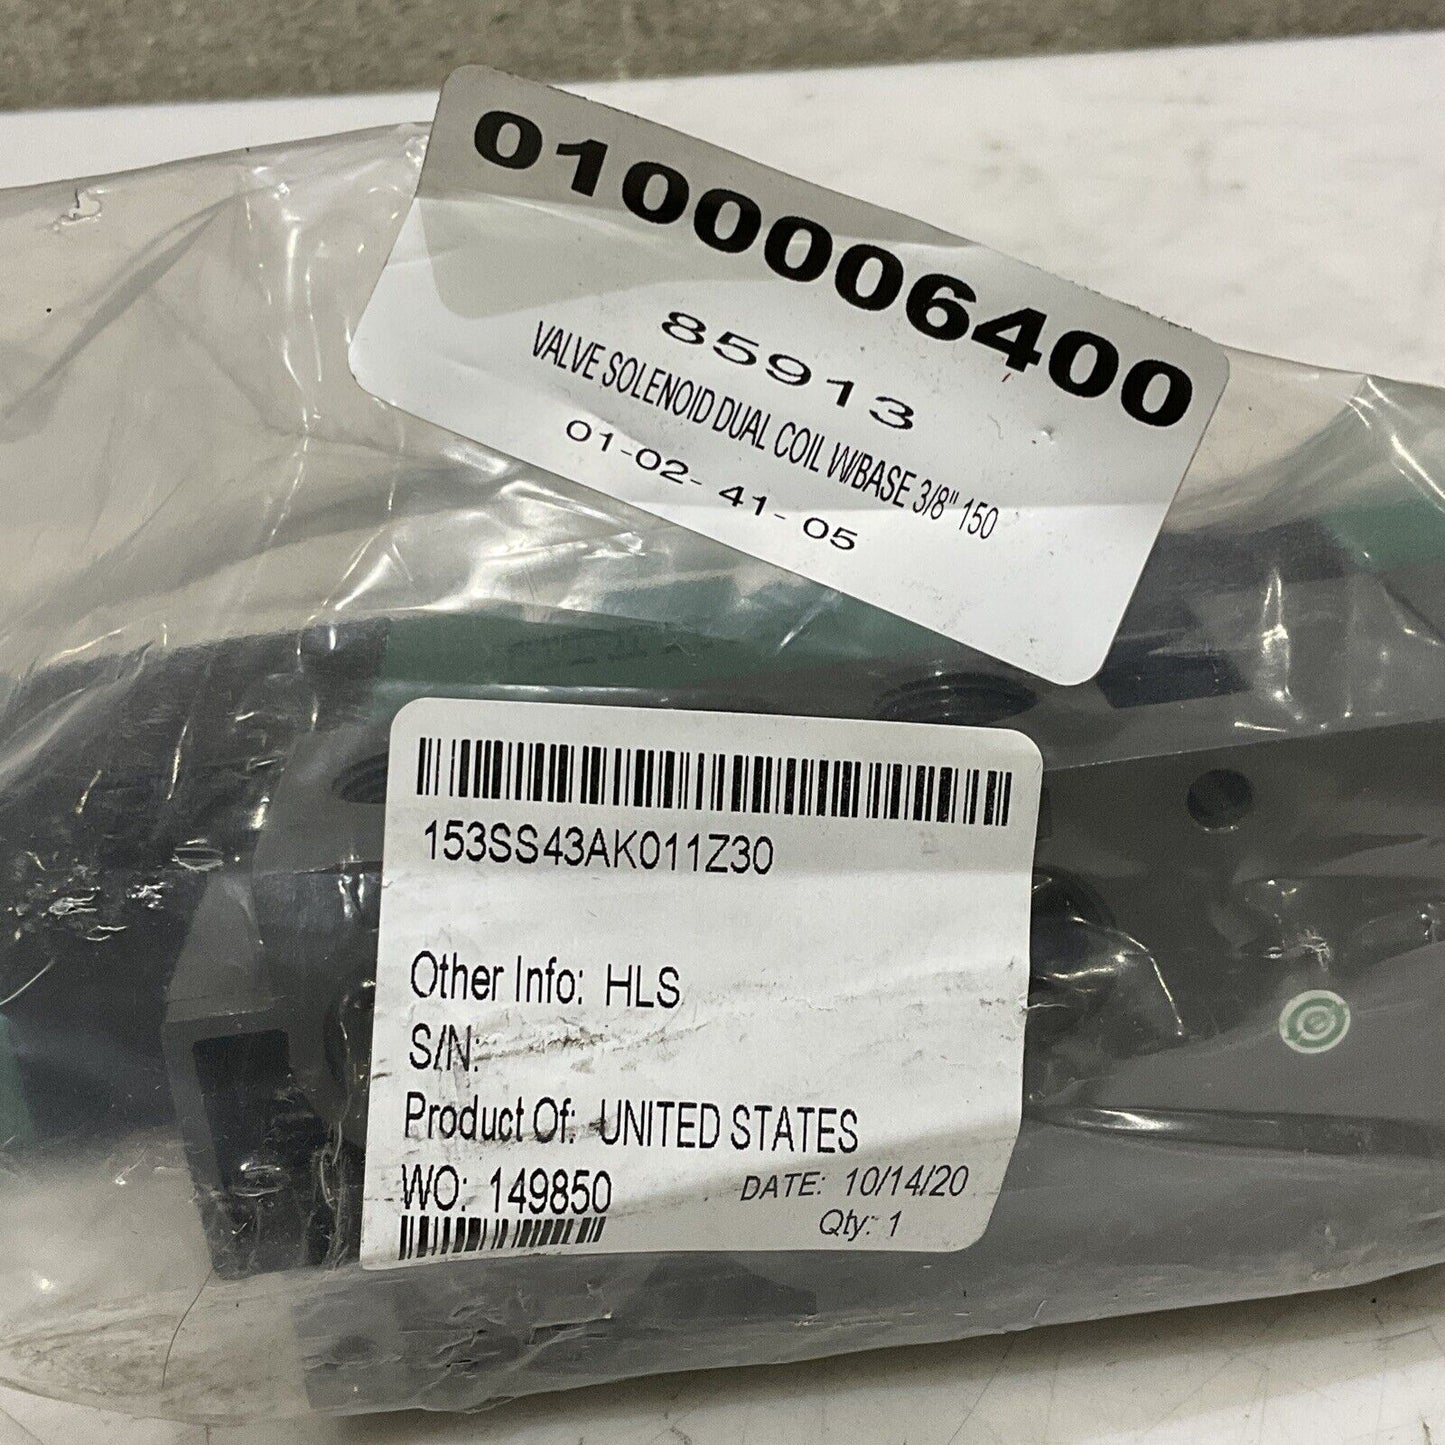 0100006400
85913
VALVE SOLENOID DUAL COIL W/BASE 3/8" 150
01-02-41-05
153SS43AK011Z30
Other Info: HLS
S/N:
Product Of: UNITED STATES
WO: 149850
DATE: 10/14/20
Qty: 1